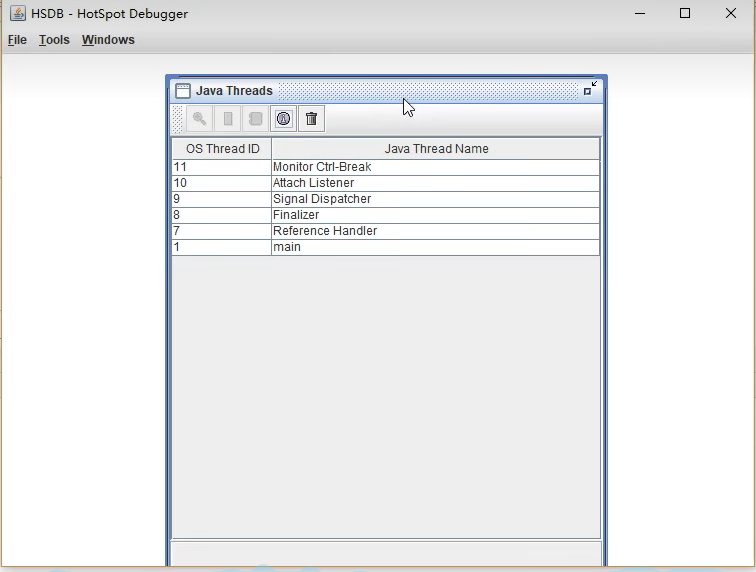 HSDB - HotSpot Debugger
File Tools Windows
Java Threads
OS Thread ID Java Thread Name
11 Monitor Ctrl-Break
10 Attach Listener
9 Signal Dispatcher
8 Finalizer
7 Reference Handler
1 main